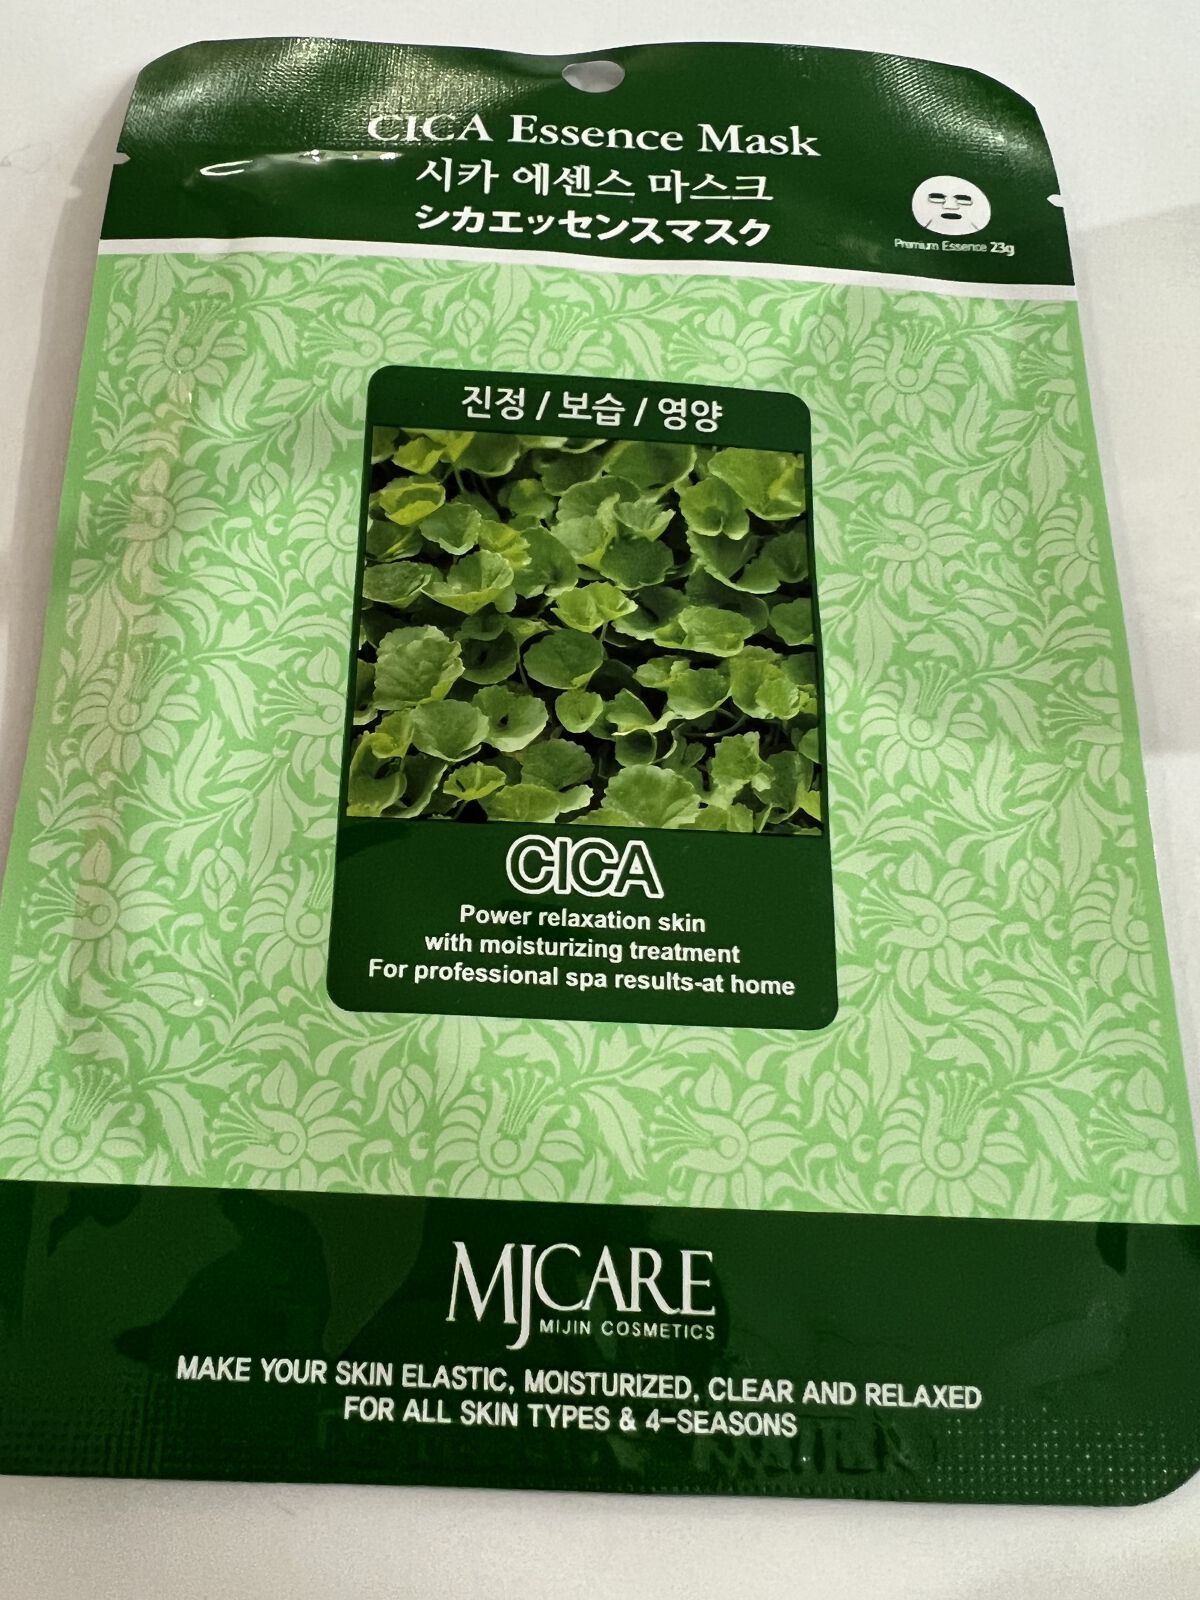 CICA Essence Mask
시카 에센스 마스크
シカエッセンスマスク
Premium Essence 23g
진정 / 보습 / 영양
CICA
Power relaxation skin
with moisturizing treatment
For professional spa results-at home
MJCARE
MIJIN COSMETICS
MAKE YOUR SKIN ELASTIC, MOISTURIZED, CLEAR AND RELAXED
FOR ALL SKIN TYPES & 4-SEASONS